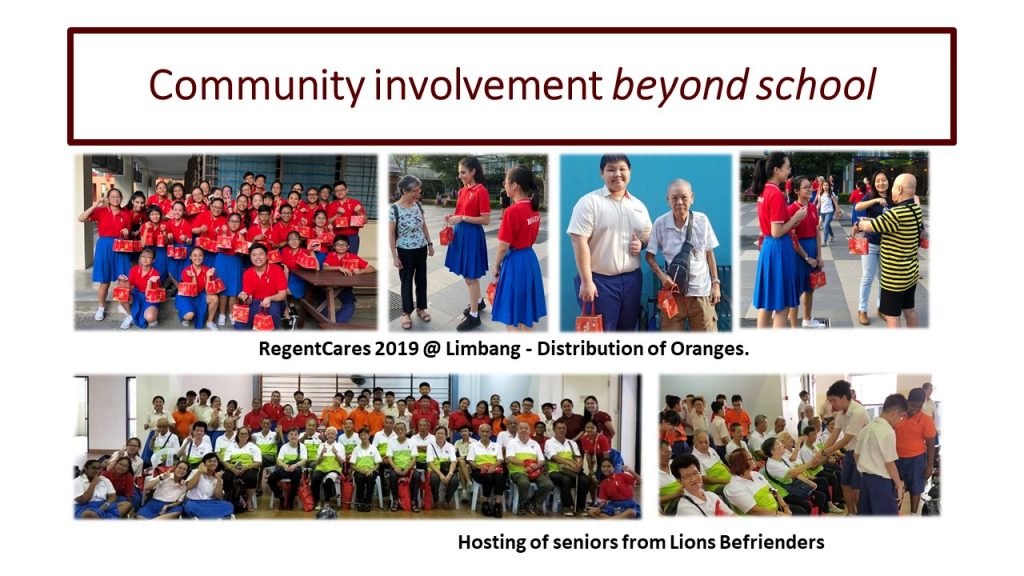 Community involvement beyond school
RegentCares 2019 @ Limbang - Distribution of Oranges.
Hosting of seniors from Lions Befrienders